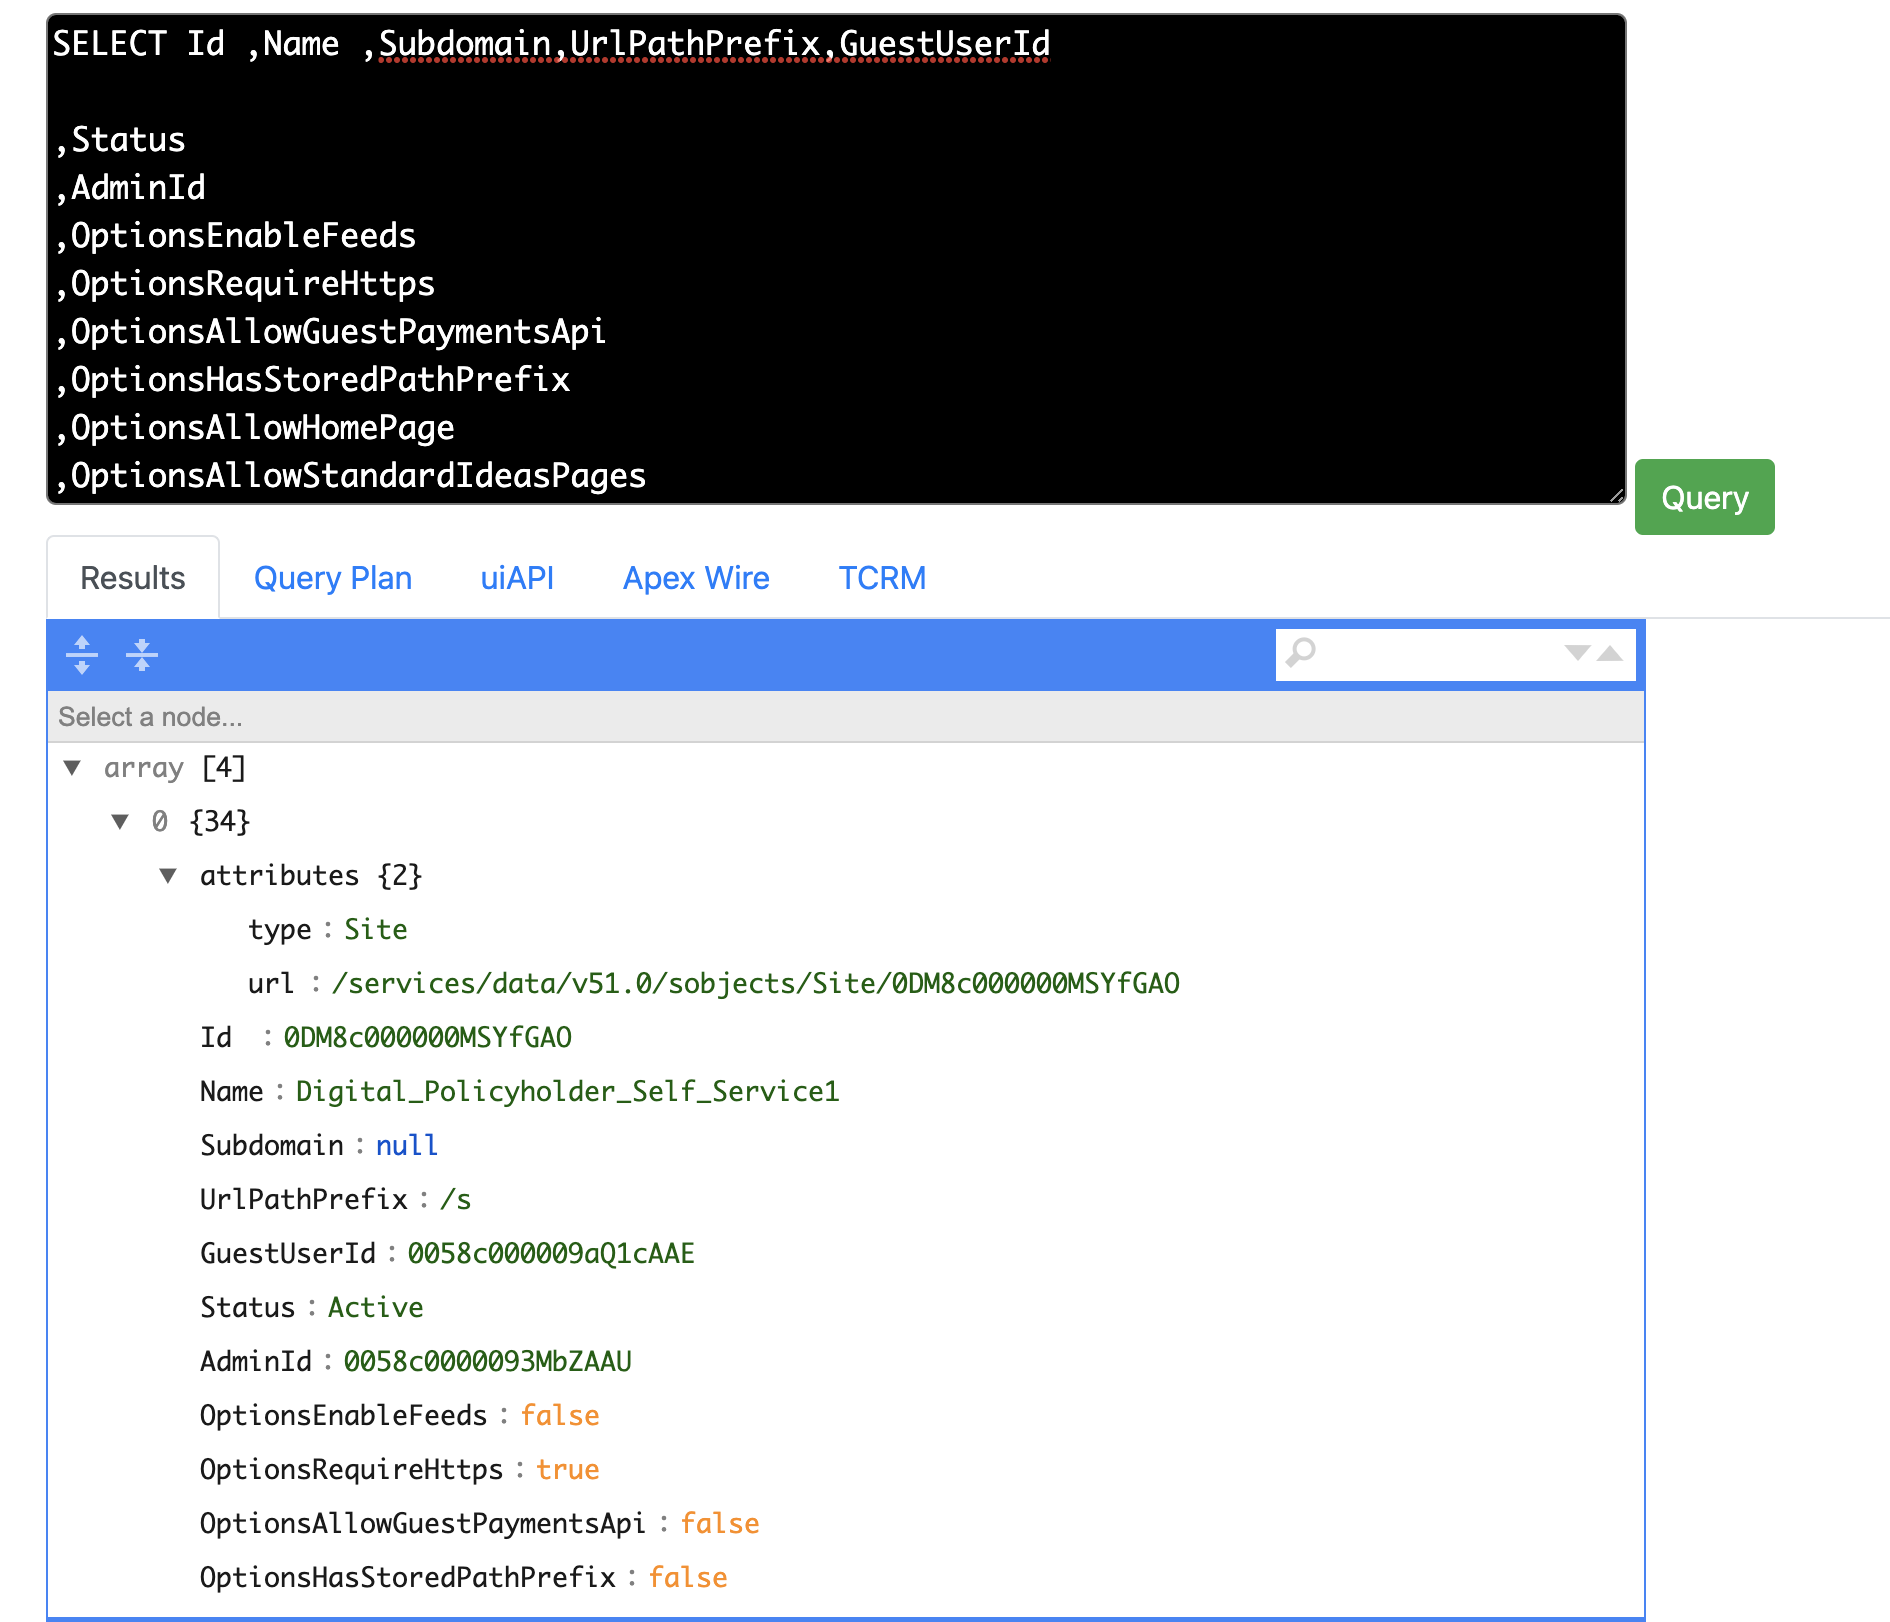 SELECT Id ,Name ,Subdomain,UrlPathPrefix,GuestUserId
,Status
,AdminId
,OptionsEnableFeeds
,OptionsRequireHttps
,OptionsAllowGuestPaymentsApi
,OptionsHasStoredPathPrefix
,OptionsAllowHomePage
,OptionsAllowStandardIdeasPages
Query
Results Query Plan uiAPI Apex Wire TCRM
Select a node...
array [4]
0 {34}
attributes {2}
type : Site
url : /services/data/v51.0/sobjects/Site/0DM8c000000MSYfGAO
Id : 0DM8c000000MSYfGAO
Name : Digital_Policyholder_Self_Service1
Subdomain : null
UrlPathPrefix : /s
GuestUserId : 0058c000009aQ1cAAE
Status : Active
AdminId : 0058c0000093MbZAAU
OptionsEnableFeeds : false
OptionsRequireHttps : true
OptionsAllowGuestPaymentsApi : false
OptionsHasStoredPathPrefix : false